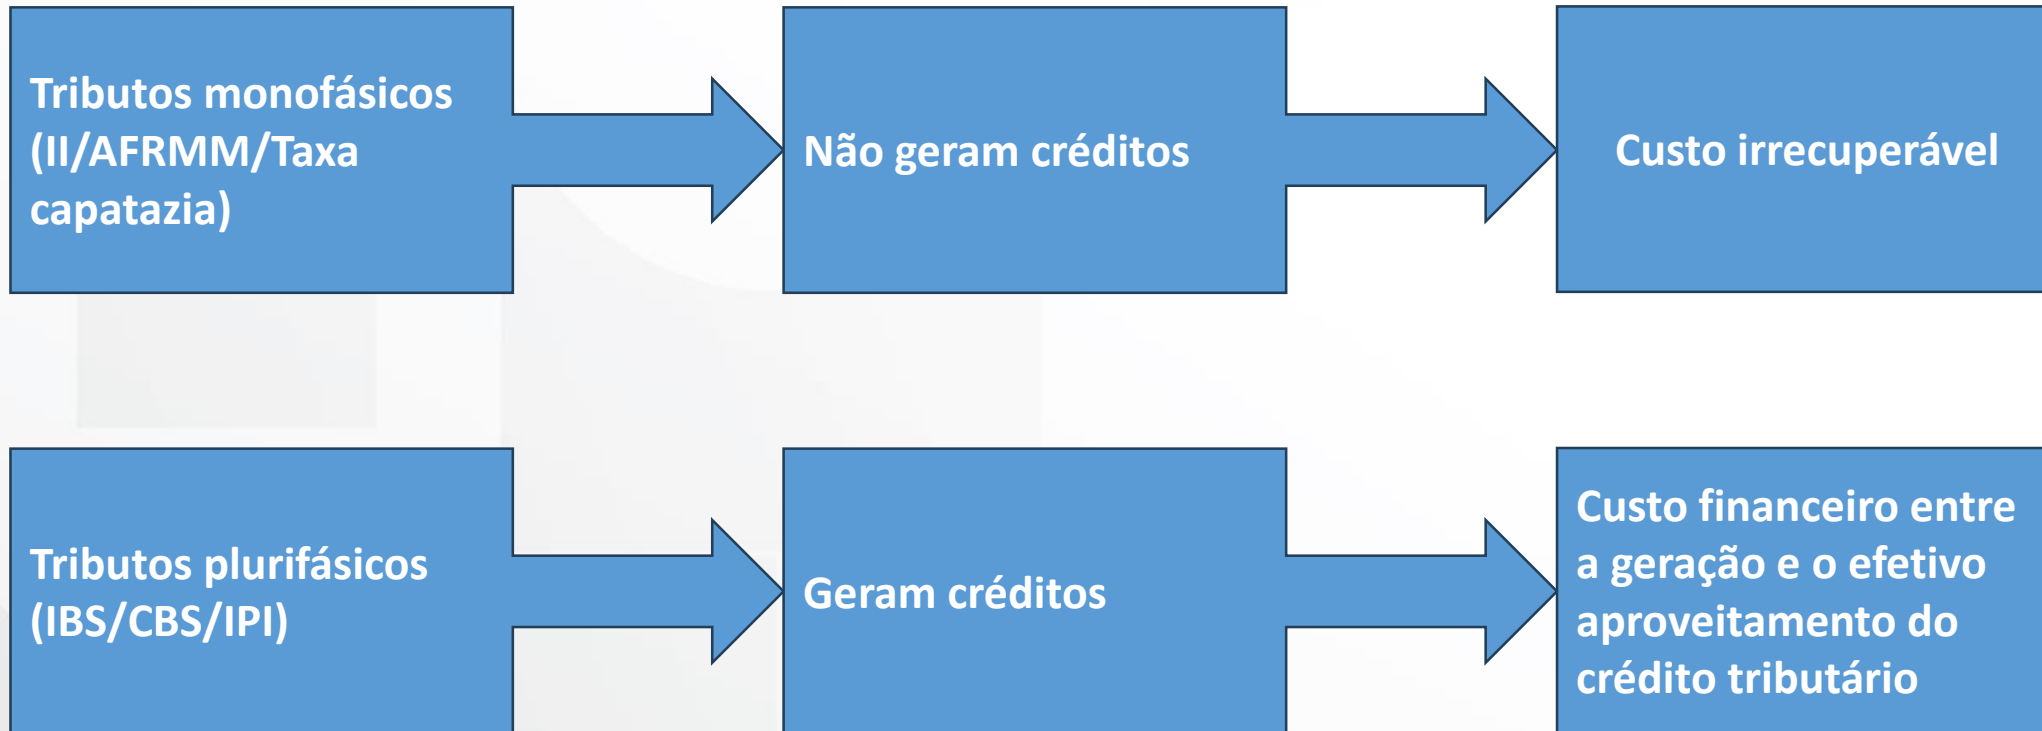 Tributos monofásicos
(II/AFRMM/Taxa
capatazia)
Não geram créditos
Custo irrecuperável
Tributos plurifásicos
(IBS/CBS/IPI)
Geram créditos
Custo financeiro entre
a geração e o efetivo
aproveitamento do
crédito tributário